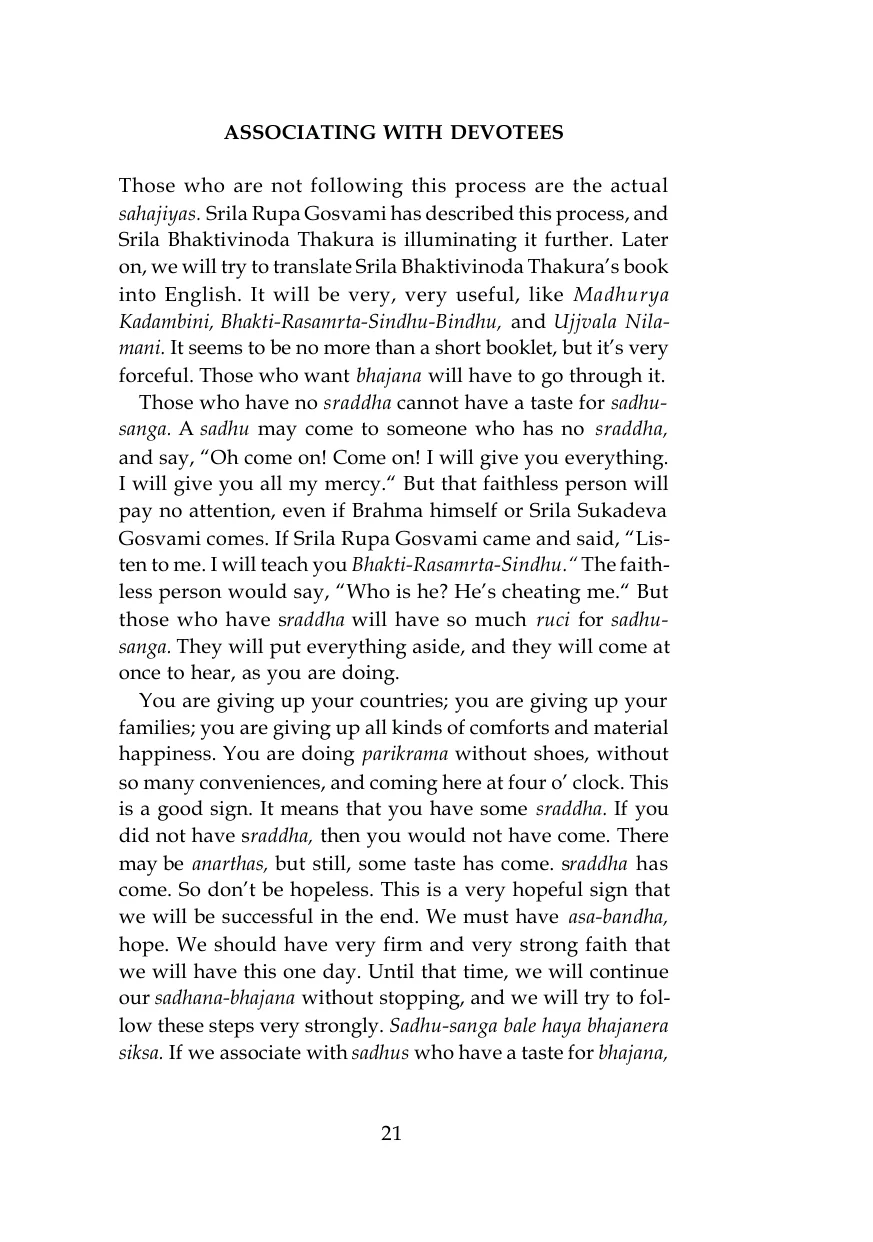 ASSOCIATING WITH DEVOTEES
Those who are not following this process are the actual
sahajiyas. Srila Rupa Gosvami has described this process, and
Srila Bhaktivinoda Thakura is illuminating it further. Later
on, we will try to translate Srila Bhaktivinoda Thakura’s book
into English. It will be very, very useful, like Madhurya
Kadambini, Bhakti-Rasamrta-Sindhu-Bindhu, and Ujjvala Nila-
mani. It seems to be no more than a short booklet, but it’s very
forceful. Those who want bhajana will have to go through it.
Those who have no sraddha cannot have a taste for sadhu-
sanga. A sadhu may come to someone who has no sraddha,
and say, “Oh come on! Come on! I will give you everything.
I will give you all my mercy.“ But that faithless person will
pay no attention, even if Brahma himself or Srila Sukadeva
Gosvami comes. If Srila Rupa Gosvami came and said, “Lis-
ten to me. I will teach you Bhakti-Rasamrta-Sindhu.“ The faith-
less person would say, “Who is he? He’s cheating me.“ But
those who have sraddha will have so much ruci for sadhu-
sanga. They will put everything aside, and they will come at
once to hear, as you are doing.
You are giving up your countries; you are giving up your
families; you are giving up all kinds of comforts and material
happiness. You are doing parikrama without shoes, without
so many conveniences, and coming here at four o’ clock. This
is a good sign. It means that you have some sraddha. If you
did not have sraddha, then you would not have come. There
may be anarthas, but still, some taste has come. sraddha has
come. So don’t be hopeless. This is a very hopeful sign that
we will be successful in the end. We must have asa-bandha,
hope. We should have very firm and very strong faith that
we will have this one day. Until that time, we will continue
our sadhana-bhajana without stopping, and we will try to fol-
low these steps very strongly. Sadhu-sanga bale haya bhajanera
siksa. If we associate with sadhus who have a taste for bhajana,
21